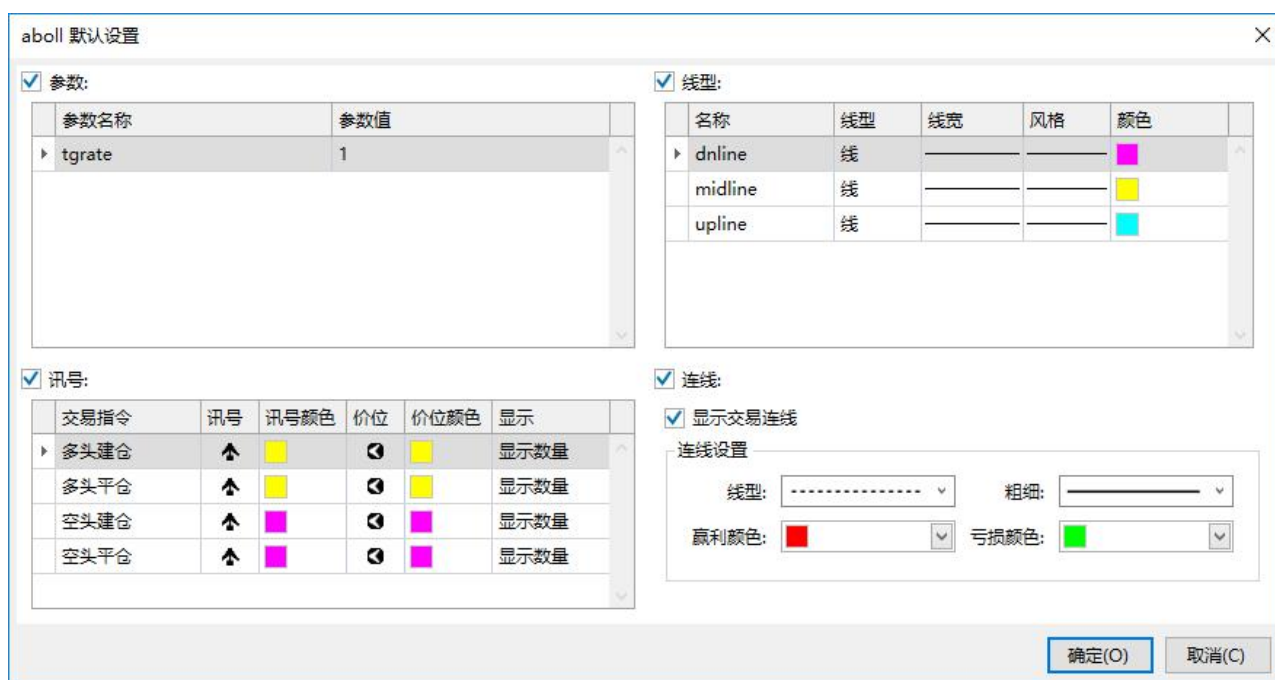 aboll 默认设置
参数:
参数名称 参数值
tgrate 1
线型:
名称 线型 线宽 风格 颜色
dnline 线
midline 线
upline 线
讯号:
交易指令 讯号 讯号颜色 价位 价位颜色 显示
多头建仓 显示数量
多头平仓 显示数量
空头建仓 显示数量
空头平仓 显示数量
连线:
显示交易连线
连线设置
线型: 粗细:
赢利颜色: 亏损颜色:
确定(O) 取消(C)